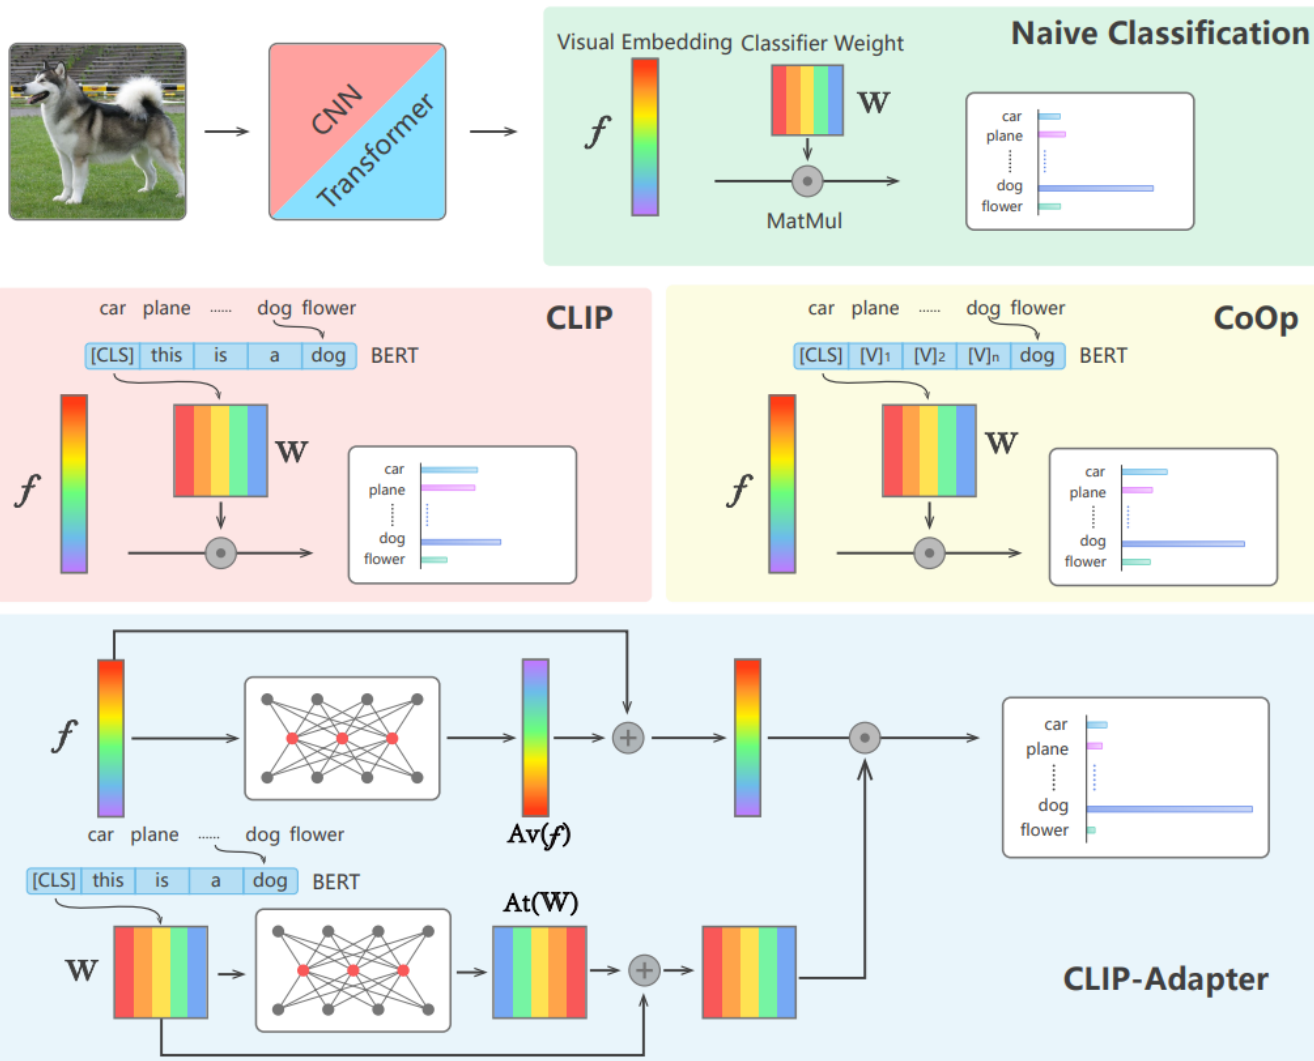 Naive Classification
Visual Embedding Classifier Weight
CNN
Transformer
f
W
MatMul
car
plane
dog
flower
CLIP
car plane ...... dog flower
[CLS] this is a dog BERT
f
W
car
plane
dog
flower
CoOp
car plane ...... dog flower
[CLS] [V]1 [V]2 [V]n dog BERT
f
W
car
plane
dog
flower
f
Av(f)
car
plane
dog
flower
car plane ...... dog flower
[CLS] this is a dog BERT
At(W)
W
CLIP-Adapter